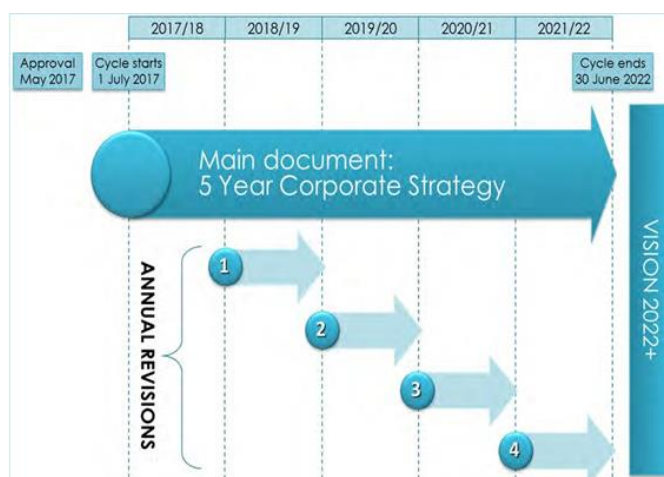 2017/18 2018/19 2019/20 2020/21 2021/22
Approval
May 2017
Cycle starts
1 July 2017
Cycle ends
30 June 2022
Main document:
5 Year Corporate Strategy
VISION 2022+
ANNUAL REVISIONS
1
2
3
4